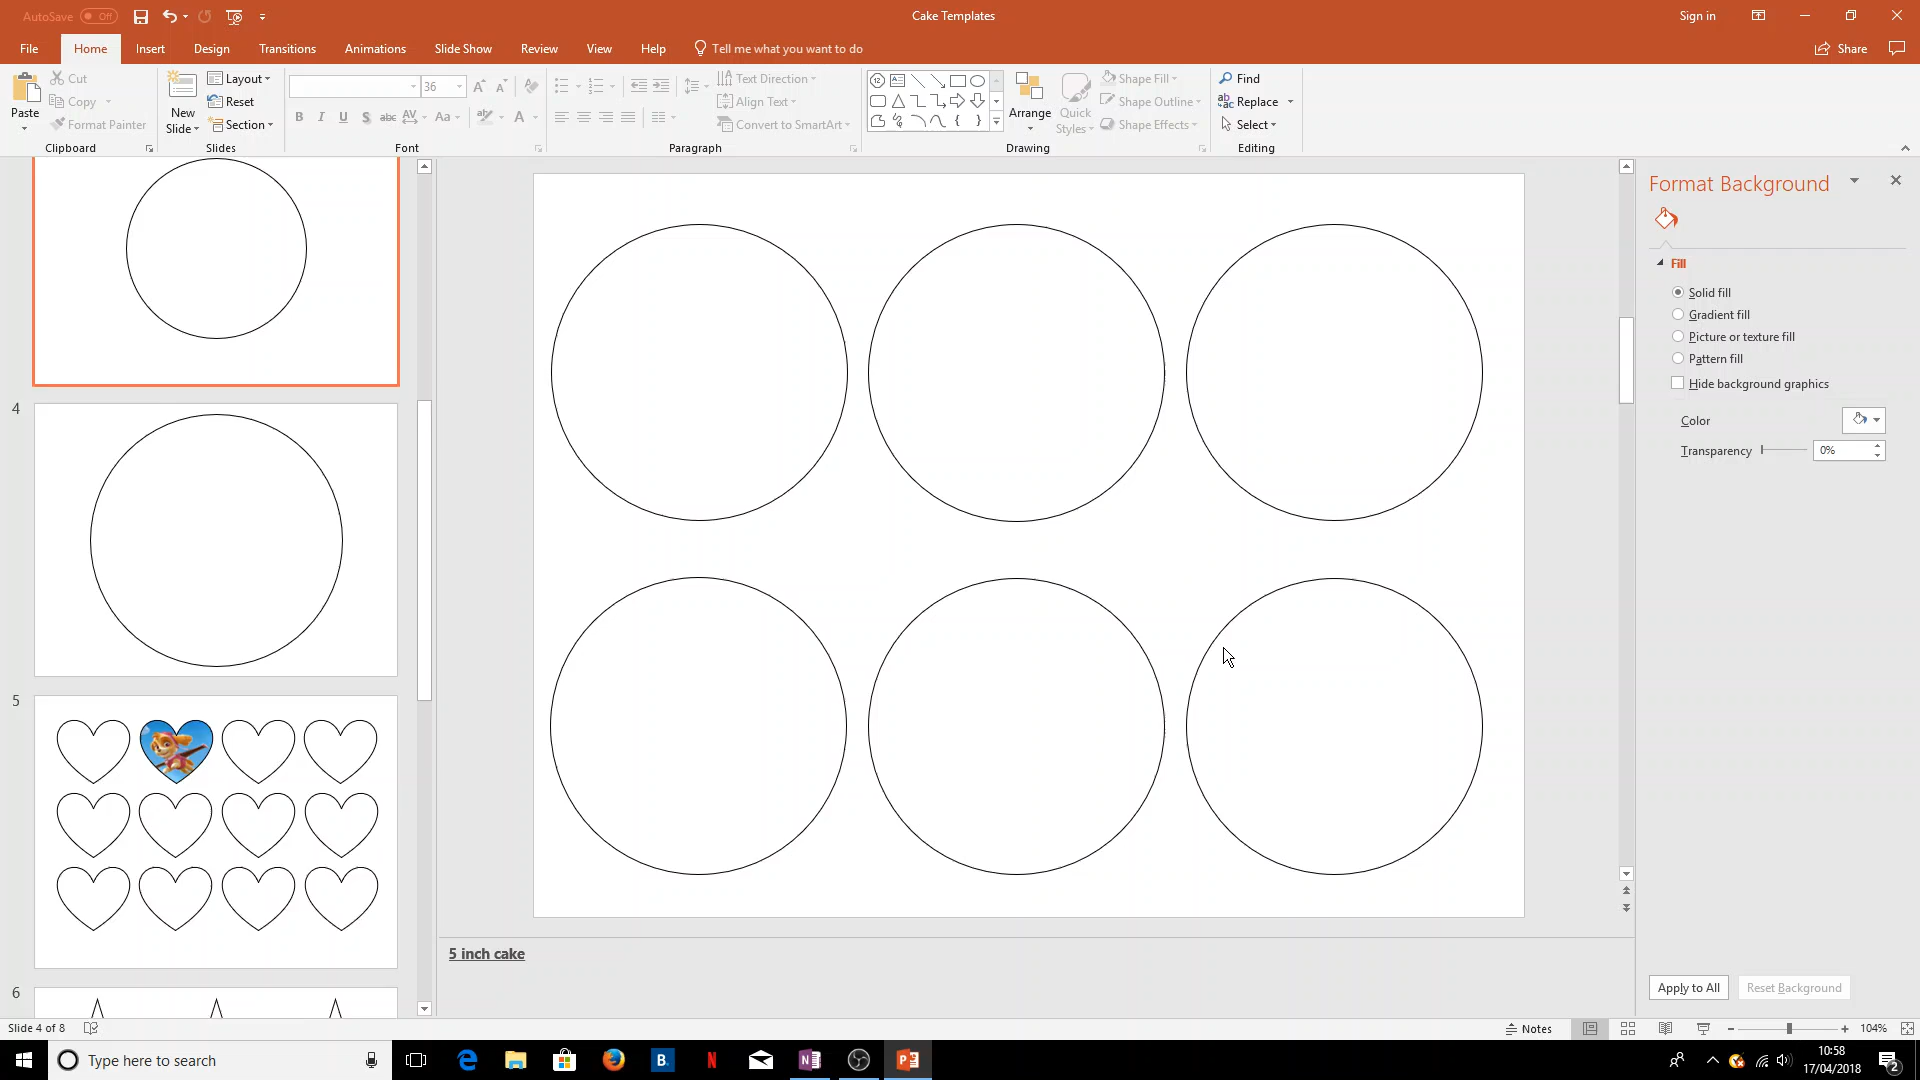 AutoSave Off
Cake Templates
Sign in
File Home Insert Design Transitions Animations Slide Show Review View Help Tell me what you want to do
Share
Paste
Cut
Copy
Format Painter
Clipboard
New Slide
Layout
Reset
Section
Slides
36
B I U S abc AV Aa A
Font
Text Direction
Align Text
Convert to SmartArt
Paragraph
Arrange
Quick Styles
Shape Fill
Shape Outline
Shape Effects
Drawing
Find
Replace
Select
Editing
4
5
6
5 inch cake
Format Background
Fill
Solid fill
Gradient fill
Picture or texture fill
Pattern fill
Hide background graphics
Color
Transparency 0%
Apply to All
Reset Background
Slide 4 of 8
Notes
104%
Type here to search
B.
N
10:58
17/04/2018
2